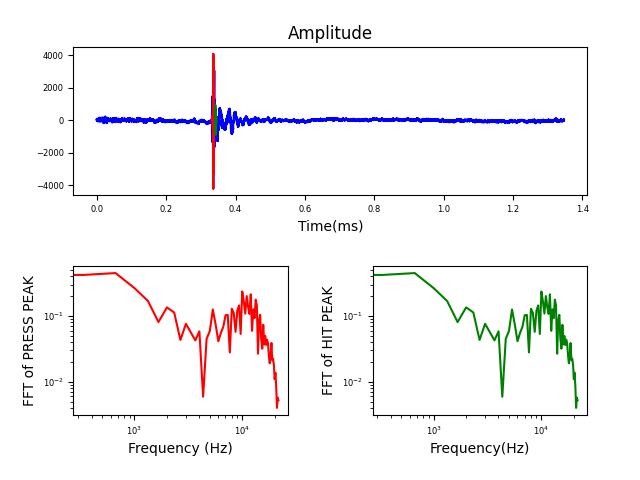 Amplitude
4000
2000
0
−2000
−4000
0.0 0.2 0.4 0.6 0.8 1.0 1.2 1.4
Time(ms)
FFT of PRESS PEAK
10⁻¹
10⁻²
10³ 10⁴
Frequency (Hz)
FFT of HIT PEAK
10⁻¹
10⁻²
10³ 10⁴
Frequency(Hz)